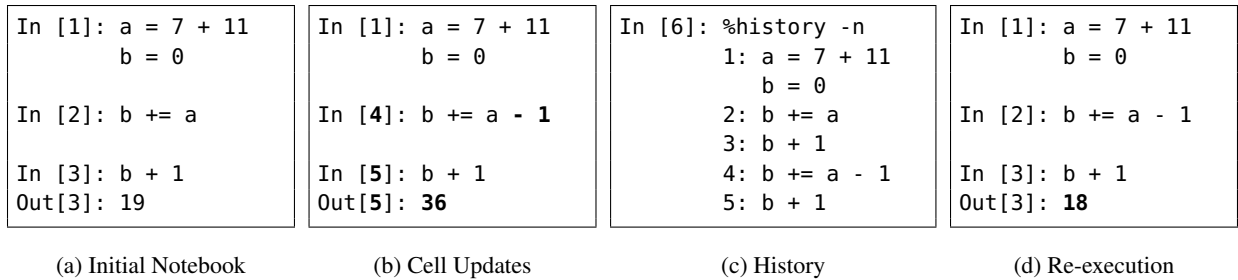 In [1]: a = 7 + 11
        b = 0
In [2]: b += a
In [3]: b + 1
Out[3]: 19
(a) Initial Notebook
In [1]: a = 7 + 11
        b = 0
In [4]: b += a - 1
In [5]: b + 1
Out[5]: 36
(b) Cell Updates
In [6]: %history -n
        1: a = 7 + 11
           b = 0
        2: b += a
        3: b + 1
        4: b += a - 1
        5: b + 1
(c) History
In [1]: a = 7 + 11
        b = 0
In [2]: b += a - 1
In [3]: b + 1
Out[3]: 18
(d) Re-execution